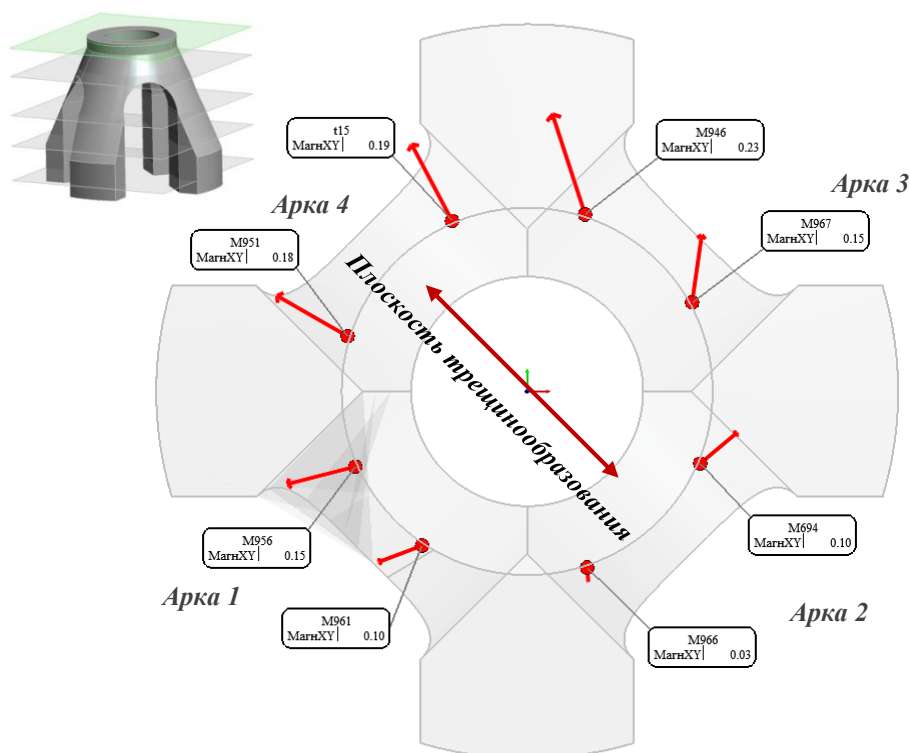 t15
МагнXY 0.19
M946
МагнXY 0.23
Арка 3
Арка 4
M967
МагнXY 0.15
M951
МагнXY 0.18
Плоскость трещинообразования
M956
МагнXY 0.15
M694
МагнXY 0.10
Арка 1
M961
МагнXY 0.10
Арка 2
M966
МагнXY 0.03